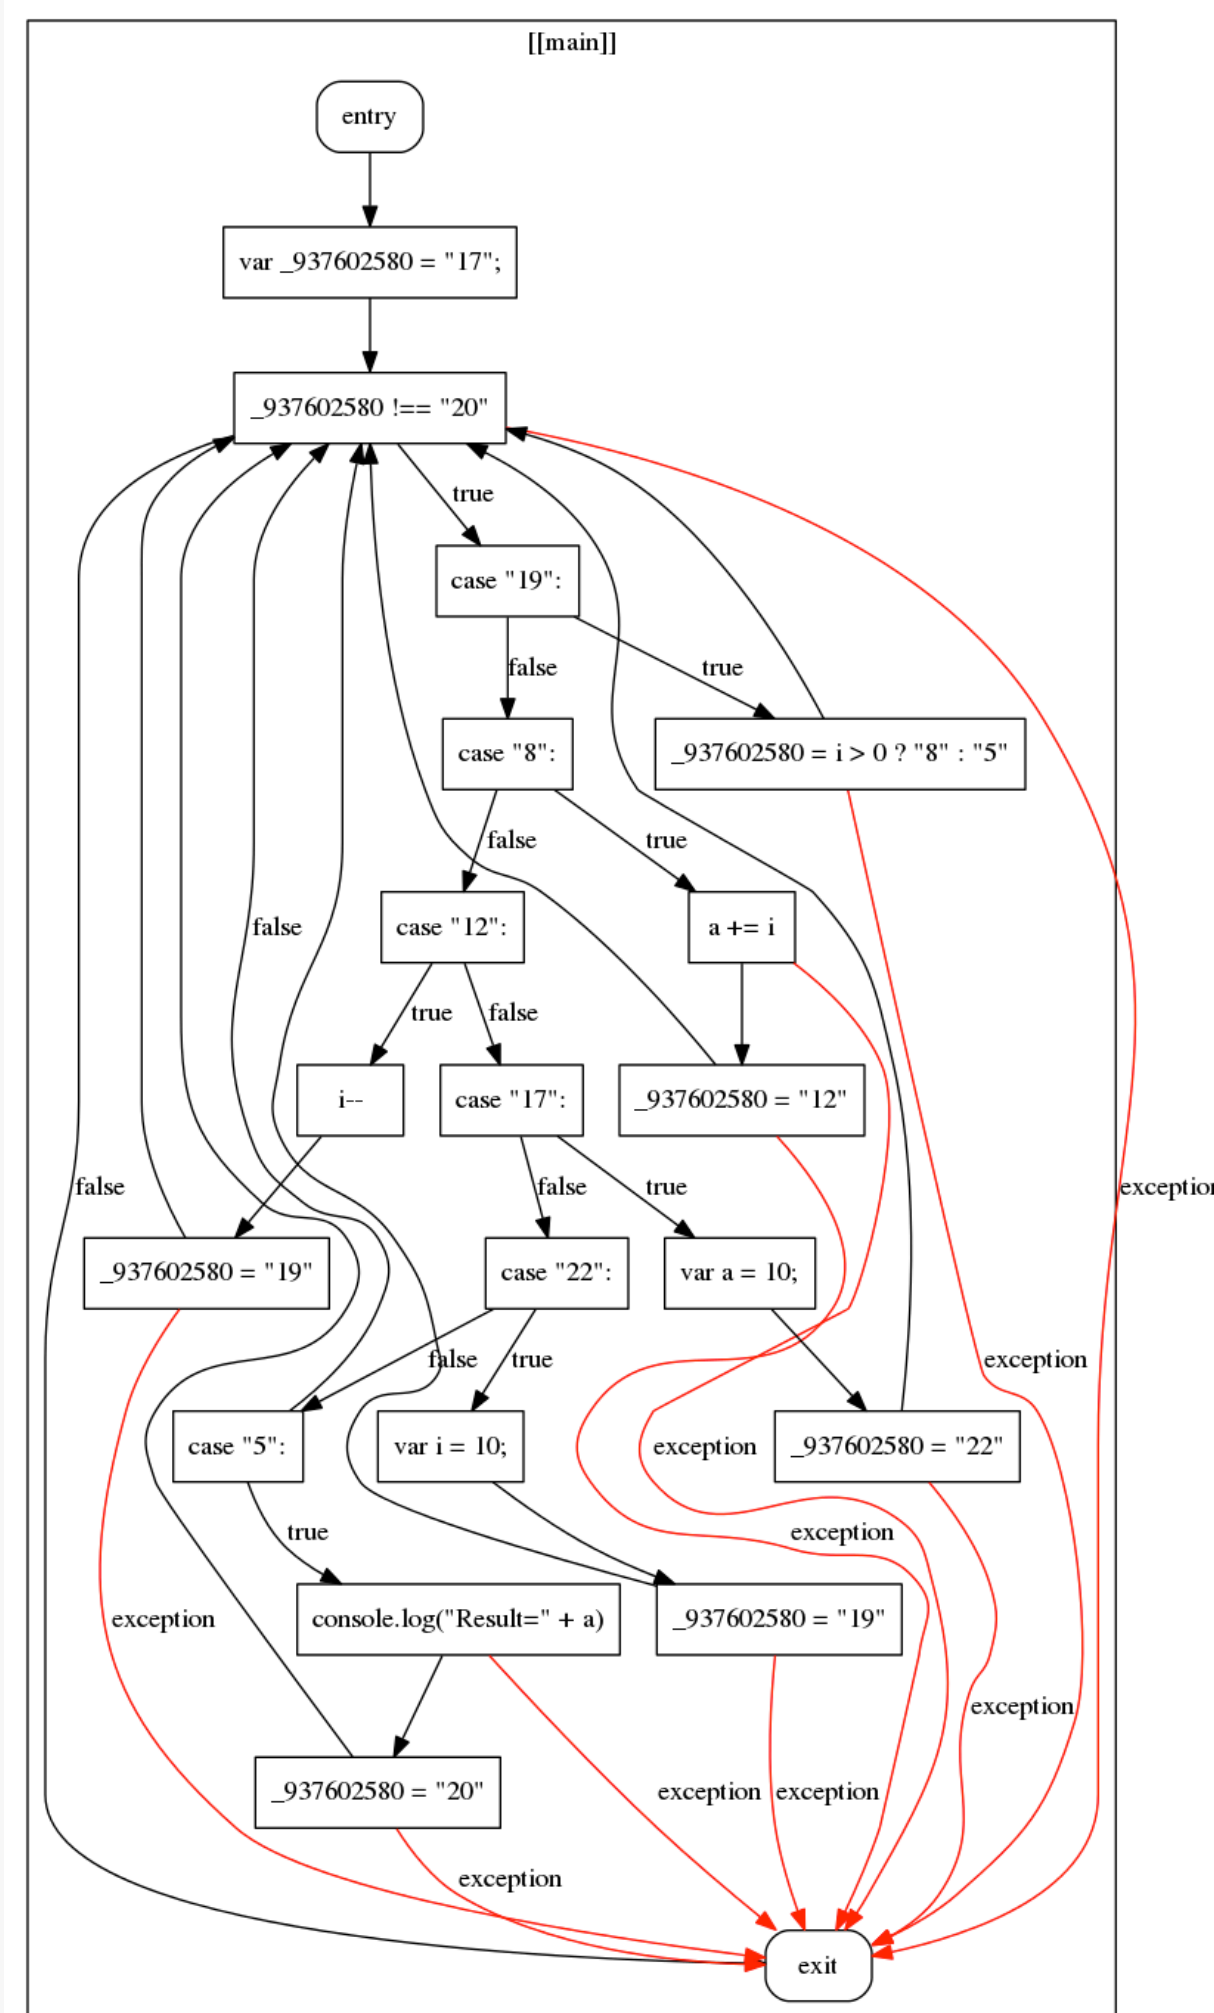 [[main]]
entry
var _937602580 = "17";
_937602580 !== "20"
true
case "19":
false
true
case "8":
_937602580 = i > 0 ? "8" : "5"
false
true
false
case "12":
a += i
true
false
i--
case "17":
_937602580 = "12"
false
false
true
exception
_937602580 = "19"
case "22":
var a = 10;
false
true
exception
case "5":
var i = 10;
exception
_937602580 = "22"
true
exception
exception
console.log("Result=" + a)
_937602580 = "19"
exception
_937602580 = "20"
exception
exception
exception
exit